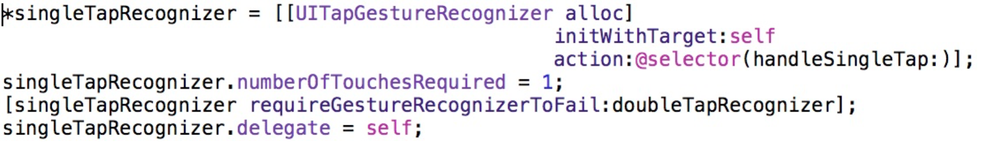 *singleTapRecognizer = [[UITapGestureRecognizer alloc]
initWithTarget:self
action:@selector(handleSingleTap:)];
singleTapRecognizer.numberOfTouchesRequired = 1;
[singleTapRecognizer requireGestureRecognizerToFail:doubleTapRecognizer];
singleTapRecognizer.delegate = self;